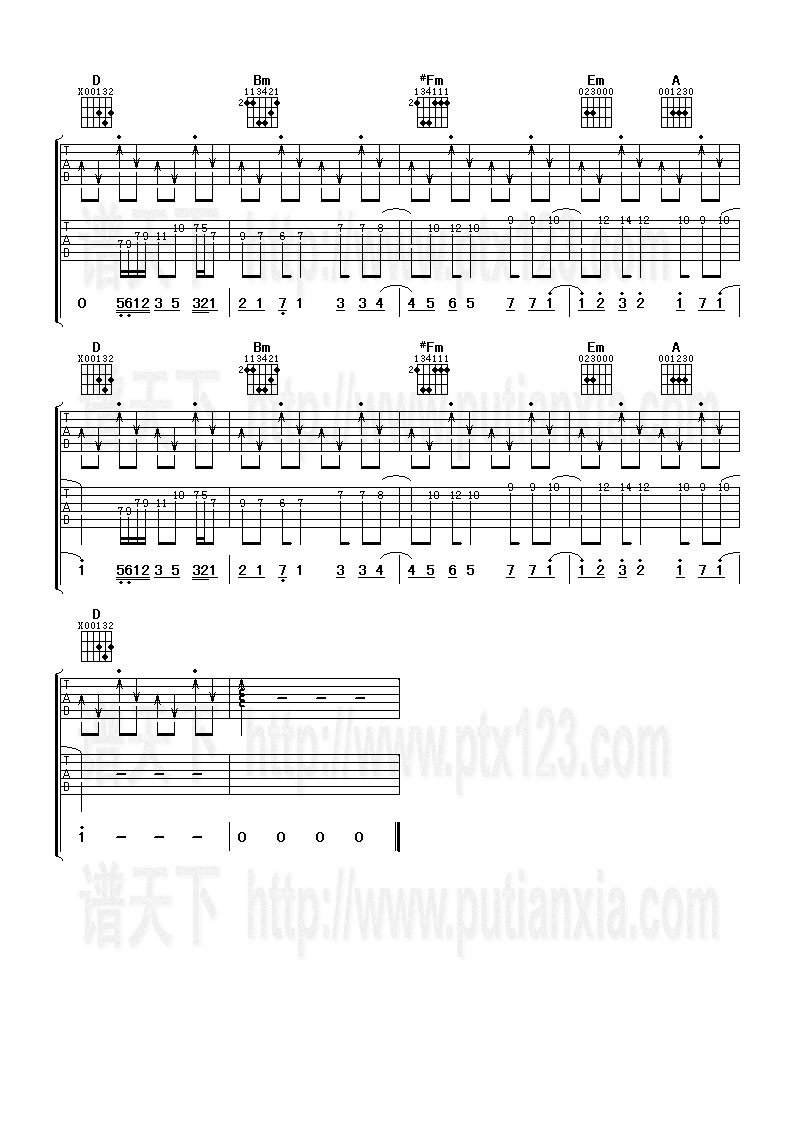 D Bm #Fm Em A
X00132 113421 134111 023000 001230
2 2
T
A
B
T 7 9 7 9 11 10 7 5 7 9 7 6 7 7 7 8 10 12 10 9 9 10 12 14 12 10 9 10
A
B
谱天下 http://www.ptx123.com
0 5612 3 5 321 2 1 7 1 3 3 4 4 5 6 5 7 7 1 1 2 3 2 1 7 1
D Bm #Fm Em A
X00132 113421 134111 023000 001230
2 2
谱天下 http://www.putianxia.com
T
A
B
T 7 9 7 9 11 10 7 5 7 9 7 6 7 7 7 8 10 12 10 9 9 10 12 14 12 10 9 10
A
B
1 5612 3 5 321 2 1 7 1 3 3 4 4 5 6 5 7 7 1 1 2 3 2 1 7 1
D
X00132
T
A
B
谱天下 http://www.ptx123.com
T
A
B
1 – – – 0 0 0 0
谱天下 http://www.putianxia.com